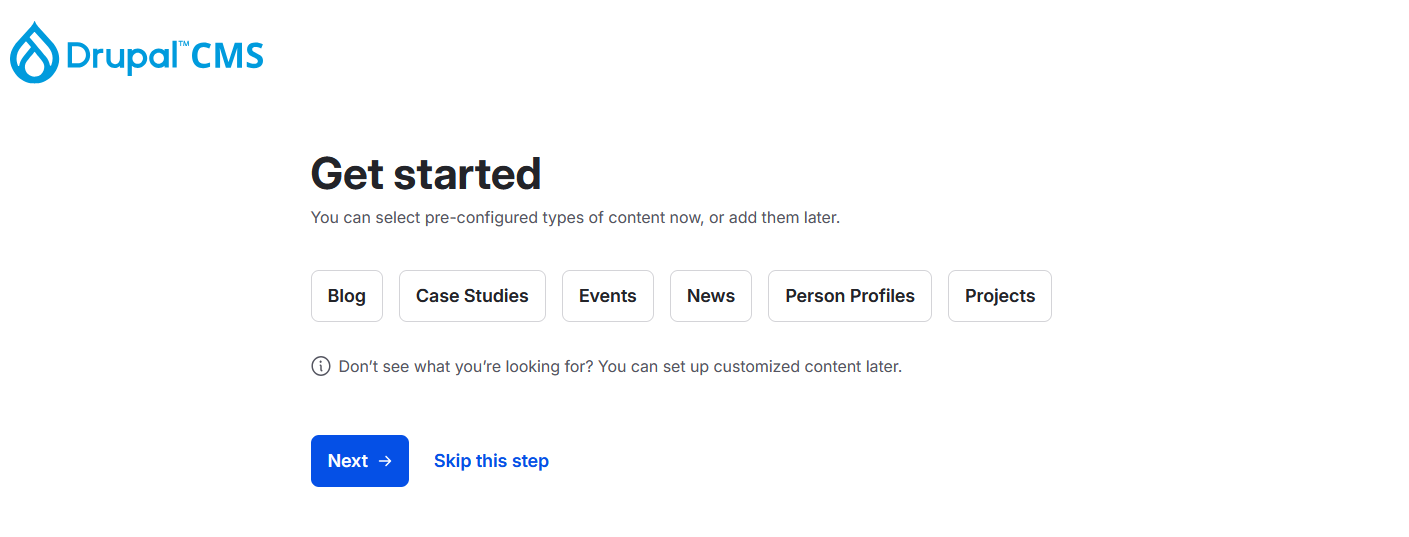 Drupal™ CMS
Get started
You can select pre-configured types of content now, or add them later.
Blog Case Studies Events News Person Profiles Projects
Don’t see what you’re looking for? You can set up customized content later.
Next → Skip this step